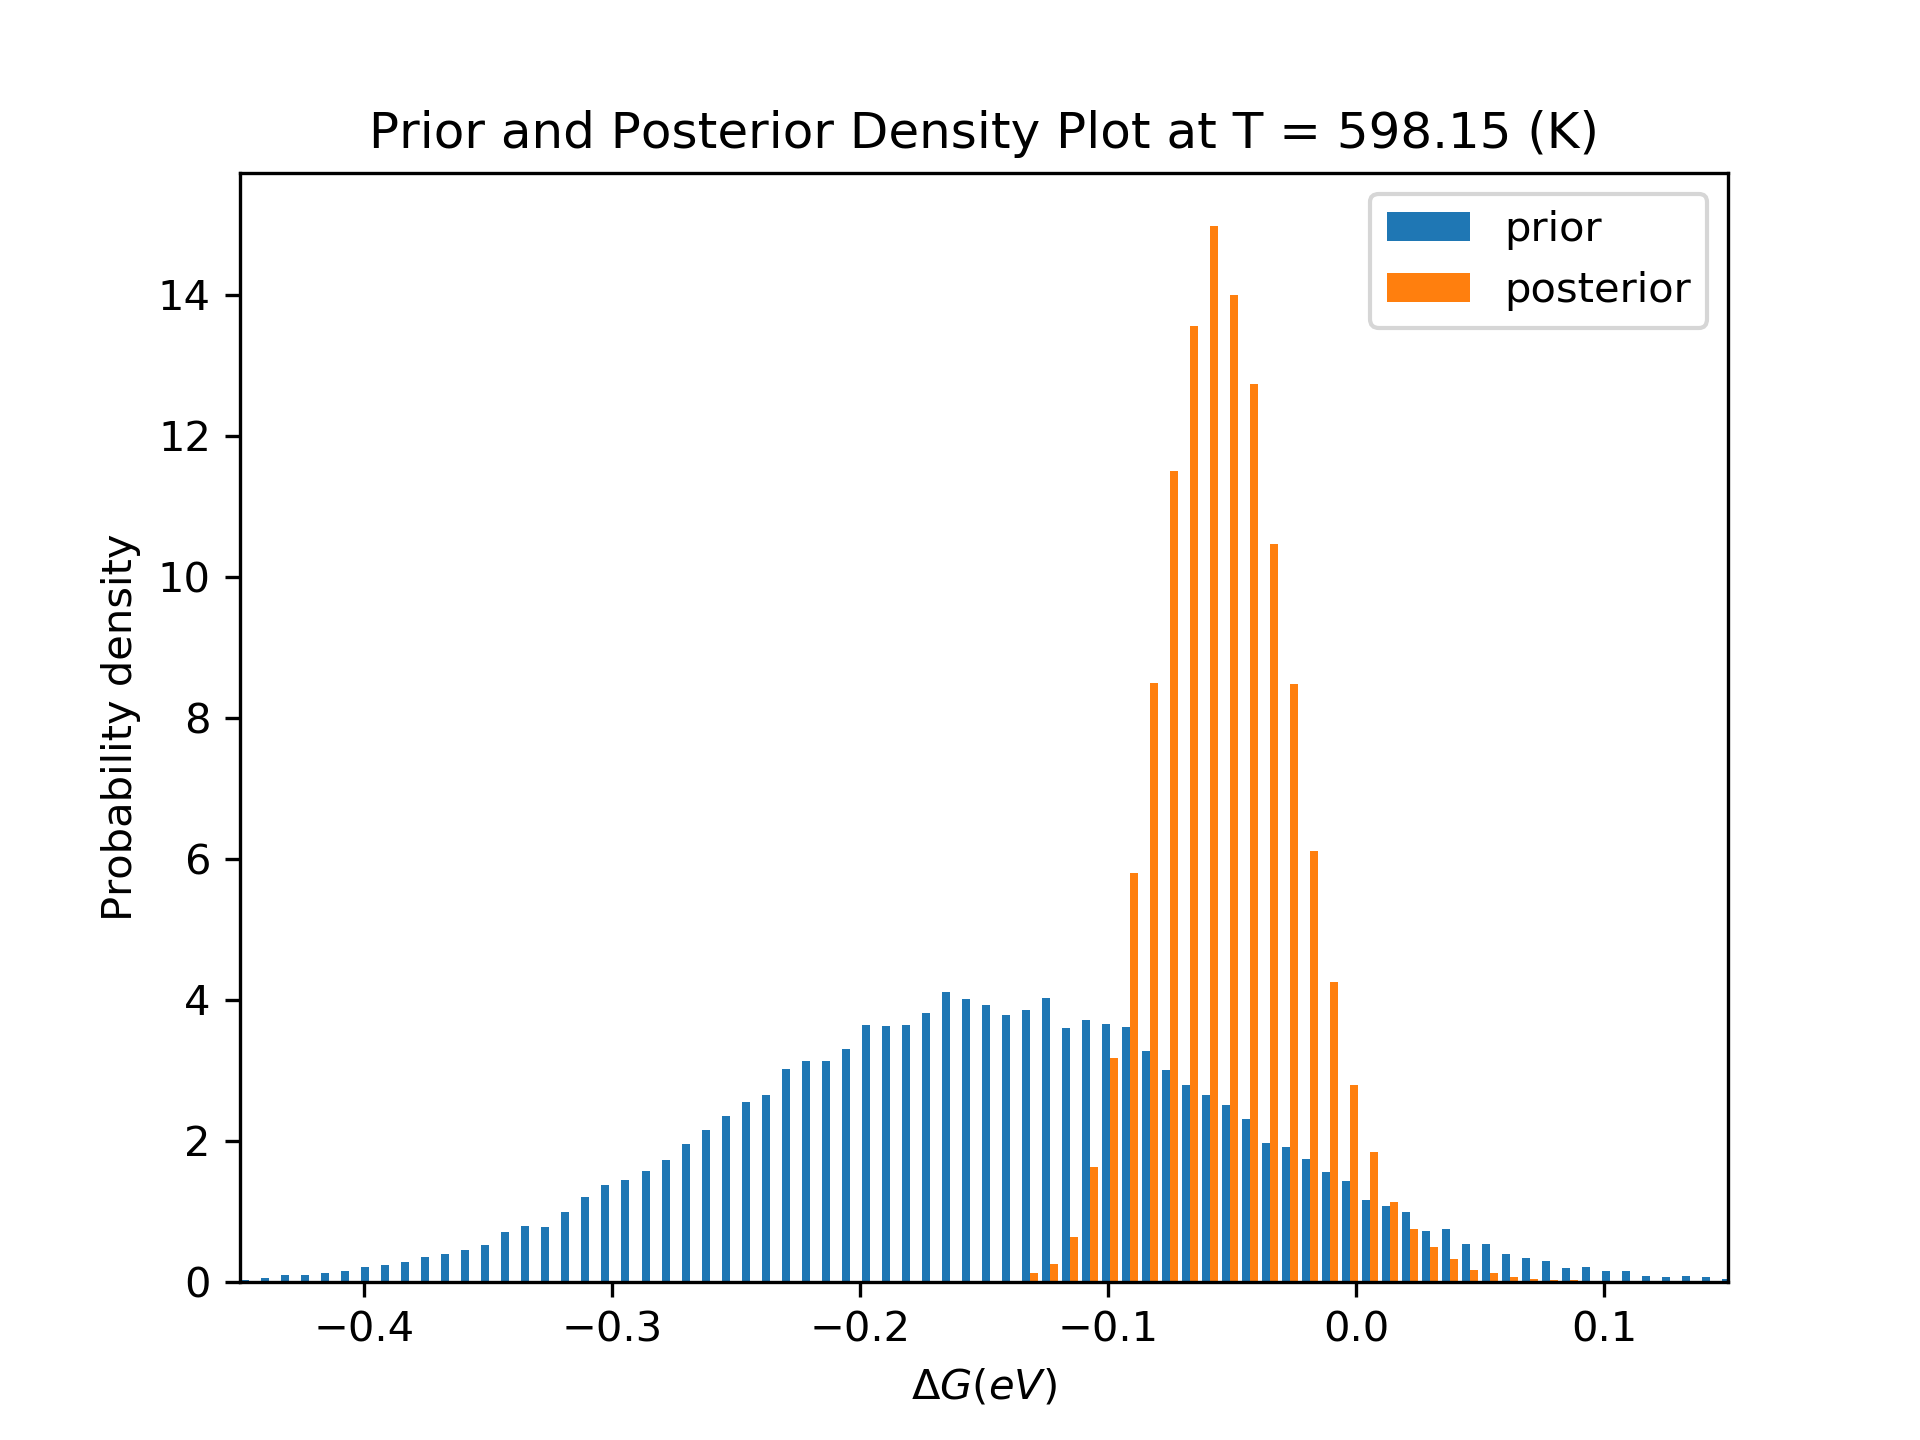 Prior and Posterior Density Plot at T = 598.15 (K)
prior
posterior
Probability density
14
12
10
8
6
4
2
0
−0.4 −0.3 −0.2 −0.1 0.0 0.1
ΔG(eV)